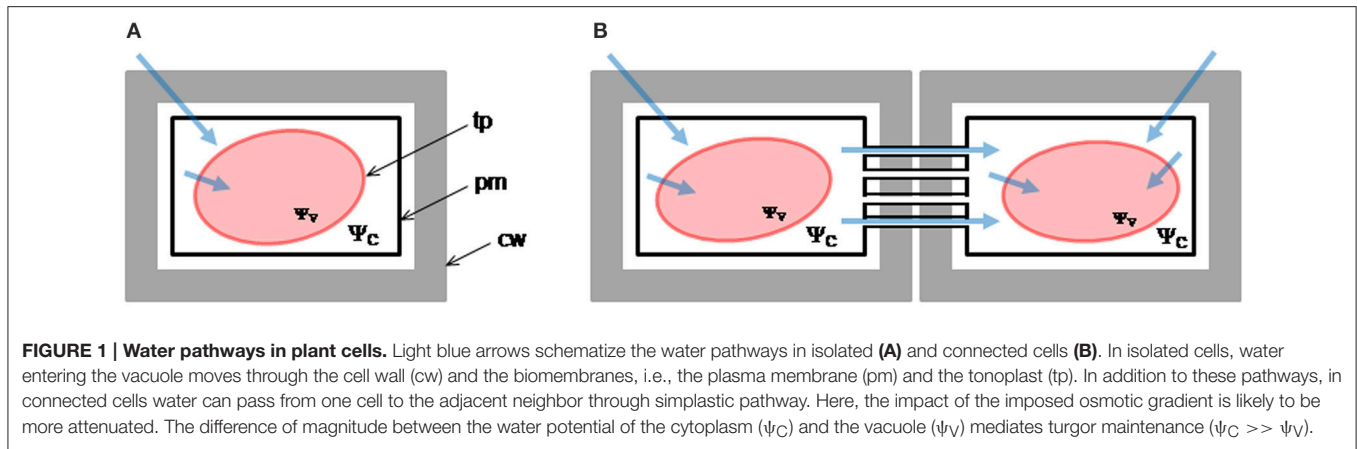 A
B
tp
pm
cw
Ψv
ΨC
Ψv
ΨC
Ψv
ΨC
FIGURE 1 | Water pathways in plant cells. Light blue arrows schematize the water pathways in isolated (A) and connected cells (B). In isolated cells, water
entering the vacuole moves through the cell wall (cw) and the biomembranes, i.e., the plasma membrane (pm) and the tonoplast (tp). In addition to these pathways, in
connected cells water can pass from one cell to the adjacent neighbor through simplastic pathway. Here, the impact of the imposed osmotic gradient is likely to be
more attenuated. The difference of magnitude between the water potential of the cytoplasm (ψC) and the vacuole (ψV) mediates turgor maintenance (ψC >> ψV).